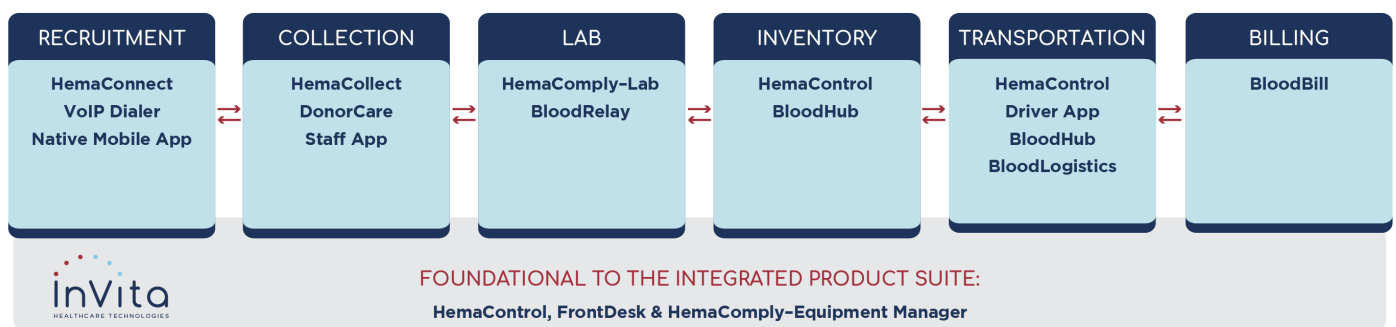 RECRUITMENT
HemaConnect
VoIP Dialer
Native Mobile App
COLLECTION
HemaCollect
DonorCare
Staff App
LAB
HemaComply–Lab
BloodRelay
INVENTORY
HemaControl
BloodHub
TRANSPORTATION
HemaControl
Driver App
BloodHub
BloodLogistics
BILLING
BloodBill
inVita
HEALTHCARE TECHNOLOGIES
FOUNDATIONAL TO THE INTEGRATED PRODUCT SUITE:
HemaControl, FrontDesk & HemaComply–Equipment Manager